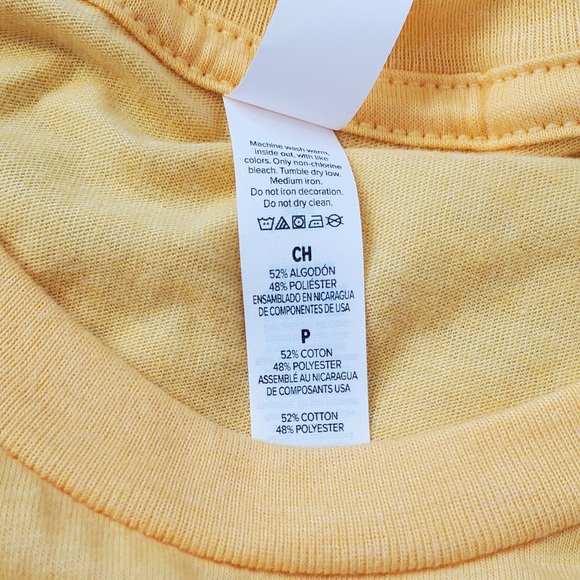 Machine wash warm,
inside out, with like
colors. Only non-chlorine
bleach. Tumble dry low.
Medium iron.
Do not iron decoration.
Do not dry clean.
CH
52% ALGODÓN
48% POLIÉSTER
ENSAMBLADO EN NICARAGUA
DE COMPONENTES DE USA
P
52% COTON
48% POLYESTER
ASSEMBLÉ AU NICARAGUA
DE COMPOSANTS USA
52% COTTON
48% POLYESTER